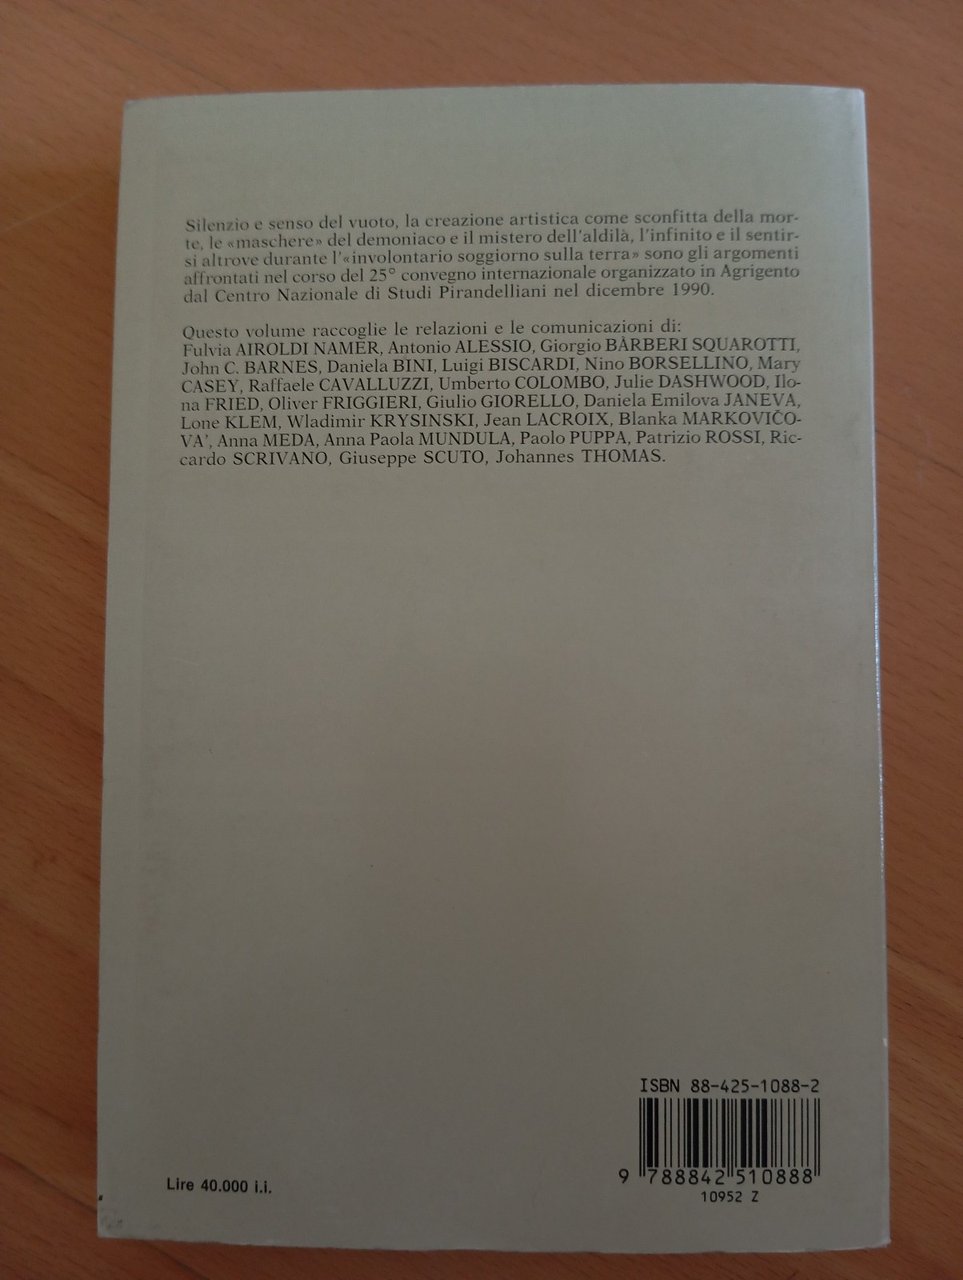 Silenzio e senso del vuoto, la creazione artistica come sconfitta della mor-
te, le «maschere» del demoniaco e il mistero dell'aldilà, l'infinito e il sentir-
si altrove durante l'«involontario soggiorno sulla terra» sono gli argomenti
affrontati nel corso del 25° convegno internazionale organizzato in Agrigento
dal Centro Nazionale di Studi Pirandelliani nel dicembre 1990.
Questo volume raccoglie le relazioni e le comunicazioni di:
Fulvia AIROLDI NAMER, Antonio ALESSIO, Giorgio BÀRBERI SQUAROTTI,
John C. BARNES, Daniela BINI, Luigi BISCARDI, Nino BORSELLINO, Mary
CASEY, Raffaele CAVALLUZZI, Umberto COLOMBO, Julie DASHWOOD, Ilo-
na FRIED, Oliver FRIGGIERI, Giulio GIORELLO, Daniela Emilova JANEVA,
Lone KLEM, Wladimir KRYSINSKI, Jean LACROIX, Blanka MARKOVIČO-
VA', Anna MEDA, Anna Paola MUNDULA, Paolo PUPPA, Patrizio ROSSI, Ric-
cardo SCRIVANO, Giuseppe SCUTO, Johannes THOMAS.
ISBN 88-425-1088-2
9 788842 510888
10952 Z
Lire 40.000 i.i.